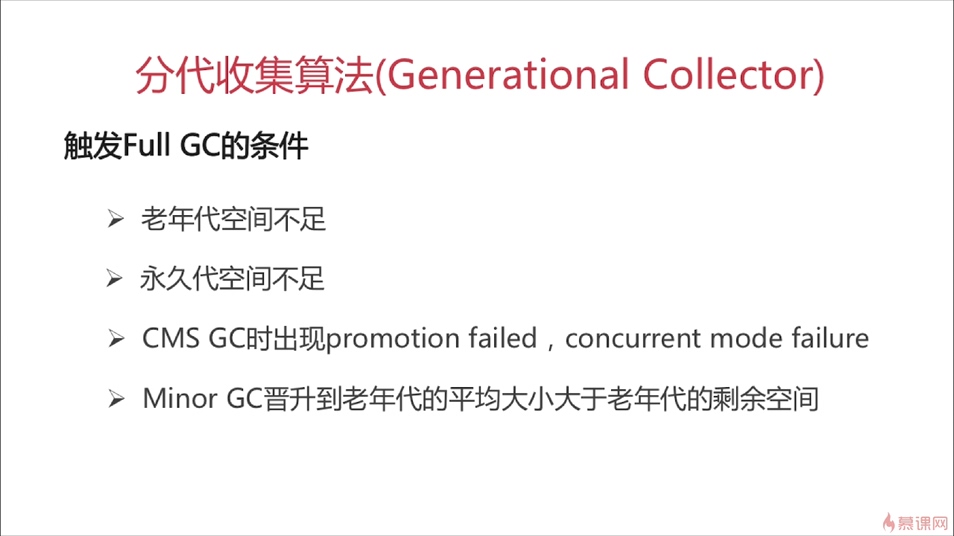 分代收集算法(Generational Collector)
触发Full GC的条件
老年代空间不足
永久代空间不足
CMS GC时出现promotion failed，concurrent mode failure
Minor GC晋升到老年代的平均大小大于老年代的剩余空间
慕课网